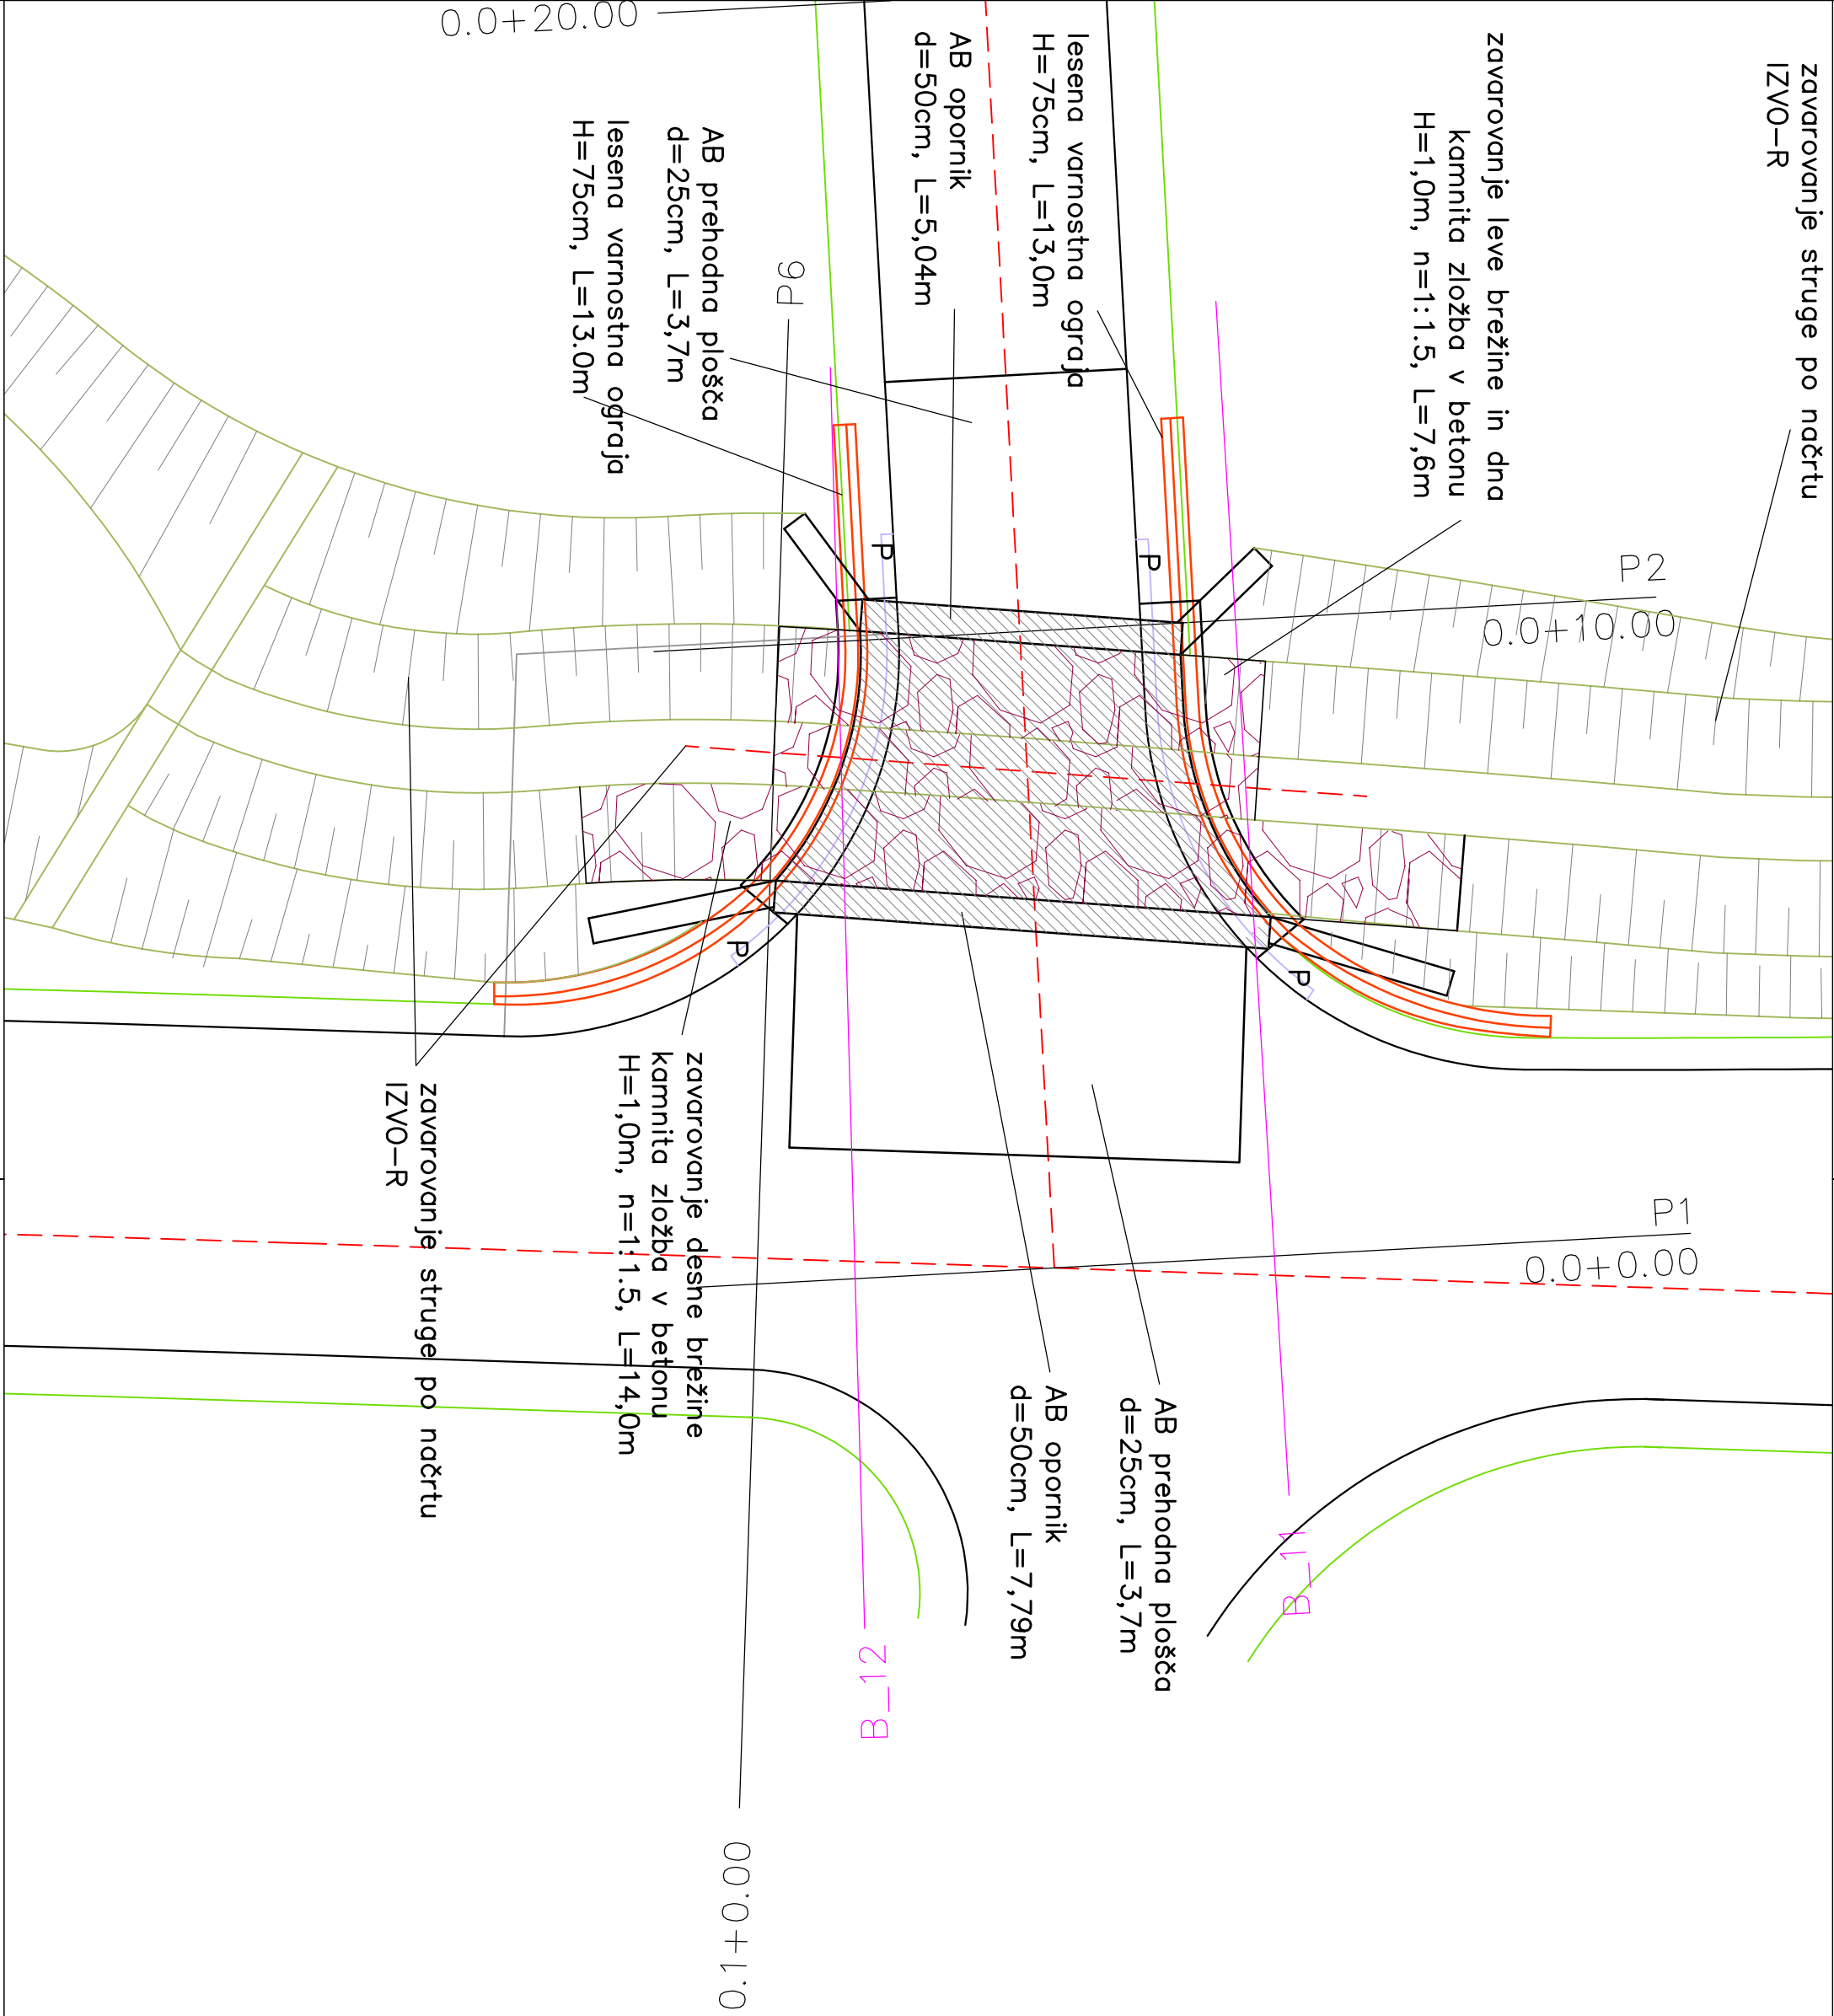 0.0+20.00
zavarovanje struge po načrtu
IZVO-R
zavarovanje leve brežine in dna
kamnita zložba v betonu
H=1,0m, n=1:1.5, L=7,6m
lesena varnostna ograja
H=75cm, L=13,0m
AB opornik
d=50cm, L=5,04m
AB prehodna plošča
d=25cm, L=3,7m
lesena varnostna ograja
H=75cm, L=13.0m
P6
P2
0.0+10.00
P
P
P
P
P1
0.0+0.00
zavarovanje desne brežine
kamnita zložba v betonu
H=1,0m, n=1:1.5, L=14,0m
zavarovanje struge po načrtu
IZVO-R
AB prehodna plošča
d=25cm, L=3,7m
AB opornik
d=50cm, L=7,79m
B_11
B_12
0.1+0.00